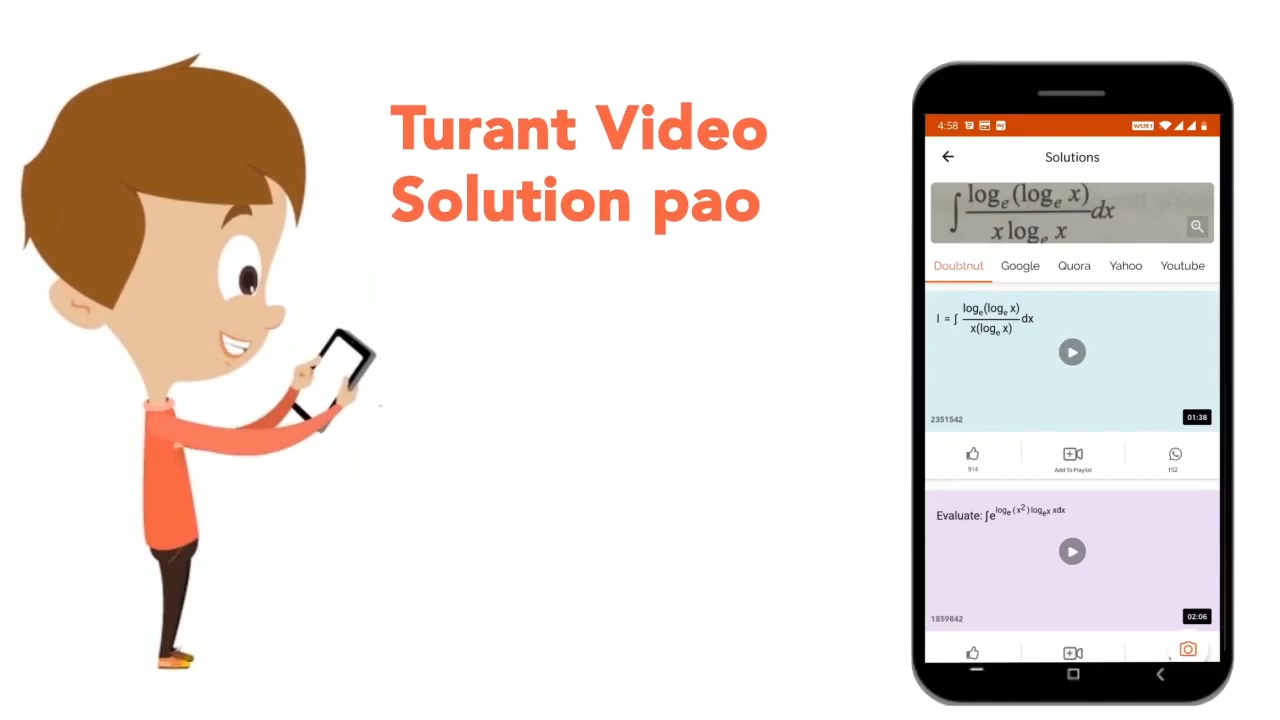 Turant Video
Solution pao
4:58
VoLTE1
Solutions
∫ logₑ(logₑ x) / x logₑ x dx
Doubtnut Google Quora Yahoo Youtube
I = ∫ logₑ(logₑ x) / x(logₑ x) dx
2351542 01:38
914 Add To Playlist 152
Evaluate: ∫e^logₑ(x²)logₑx xdx
1859842 02:06